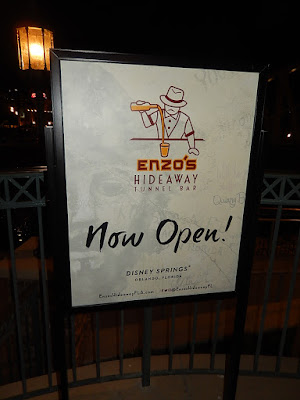 ENZO'S
HIDEAWAY
TUNNEL BAR
Now Open!
DISNEY SPRINGS®
ORLANDO, FLORIDA